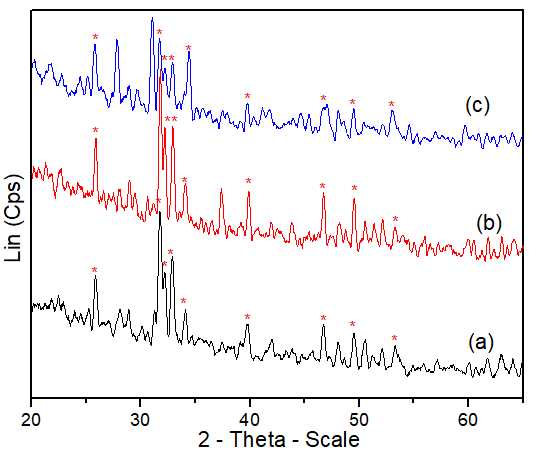 Lin (Cps)
(c)
(b)
(a)
20 30 40 50 60
2 - Theta - Scale